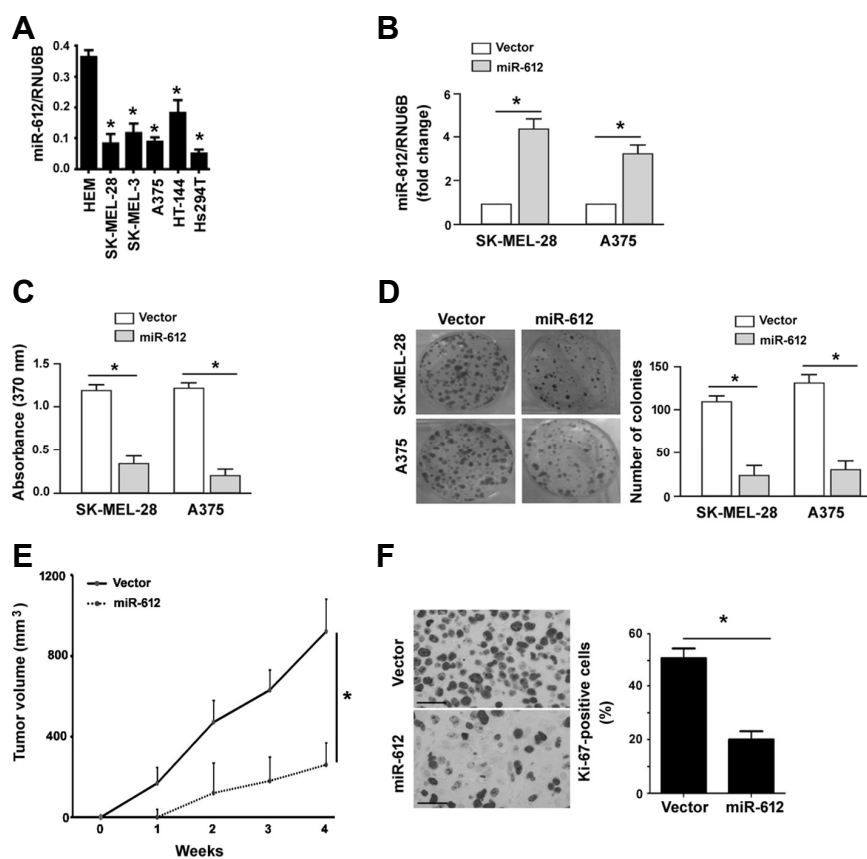 A
miR-612/RNU6B
0.4
0.3
0.2
0.1
0.0
*
*
*
*
*
HEM
SK-MEL-28
SK-MEL-3
A375
HT-144
Hs294T
B
Vector
miR-612
miR-612/RNU6B
(fold change)
6
4
2
0
*
*
SK-MEL-28
A375
C
Vector
miR-612
Absorbance (370 nm)
1.5
1.0
0.5
0.0
*
*
SK-MEL-28
A375
D
Vector
miR-612
SK-MEL-28
A375
Vector
miR-612
Number of colonies
150
100
50
0
*
*
SK-MEL-28
A375
E
Vector
miR-612
Tumor volume (mm³)
1200
800
400
0
*
0
1
2
3
4
Weeks
F
Vector
miR-612
Ki-67-positive cells
(%)
60
40
20
0
*
Vector
miR-612